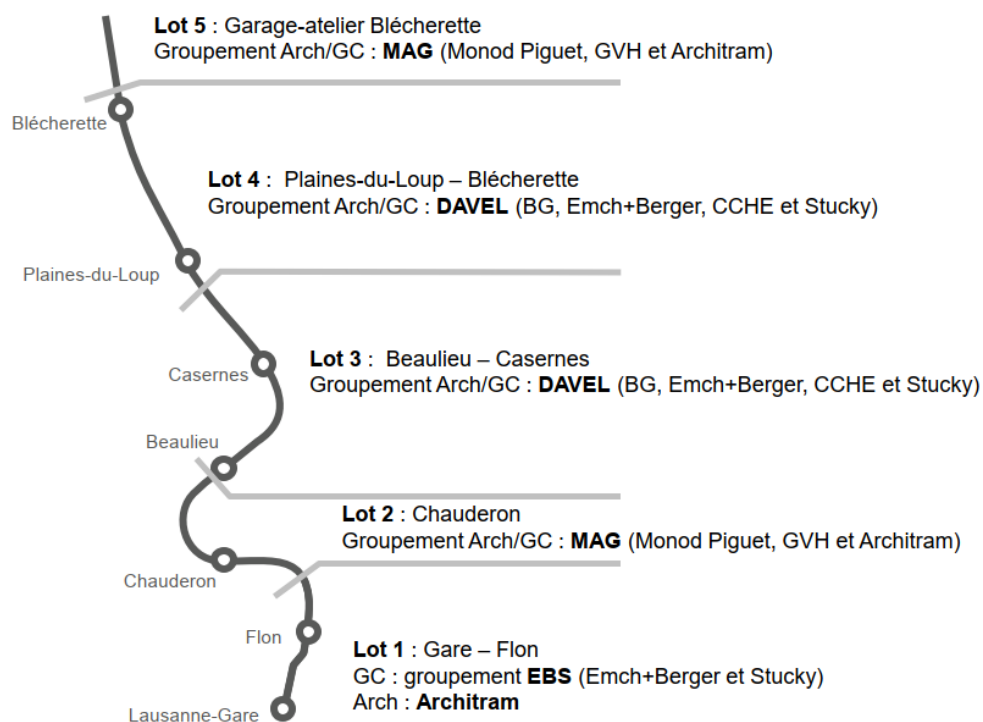 Lot 5 : Garage-atelier Blécherette
Groupement Arch/GC : MAG (Monod Piguet, GVH et Architram)
Blécherette
Lot 4 : Plaines-du-Loup – Blécherette
Groupement Arch/GC : DAVEL (BG, Emch+Berger, CCHE et Stucky)
Plaines-du-Loup
Lot 3 : Beaulieu – Casernes
Groupement Arch/GC : DAVEL (BG, Emch+Berger, CCHE et Stucky)
Casernes
Beaulieu
Lot 2 : Chauderon
Groupement Arch/GC : MAG (Monod Piguet, GVH et Architram)
Chauderon
Flon
Lot 1 : Gare – Flon
GC : groupement EBS (Emch+Berger et Stucky)
Arch : Architram
Lausanne-Gare